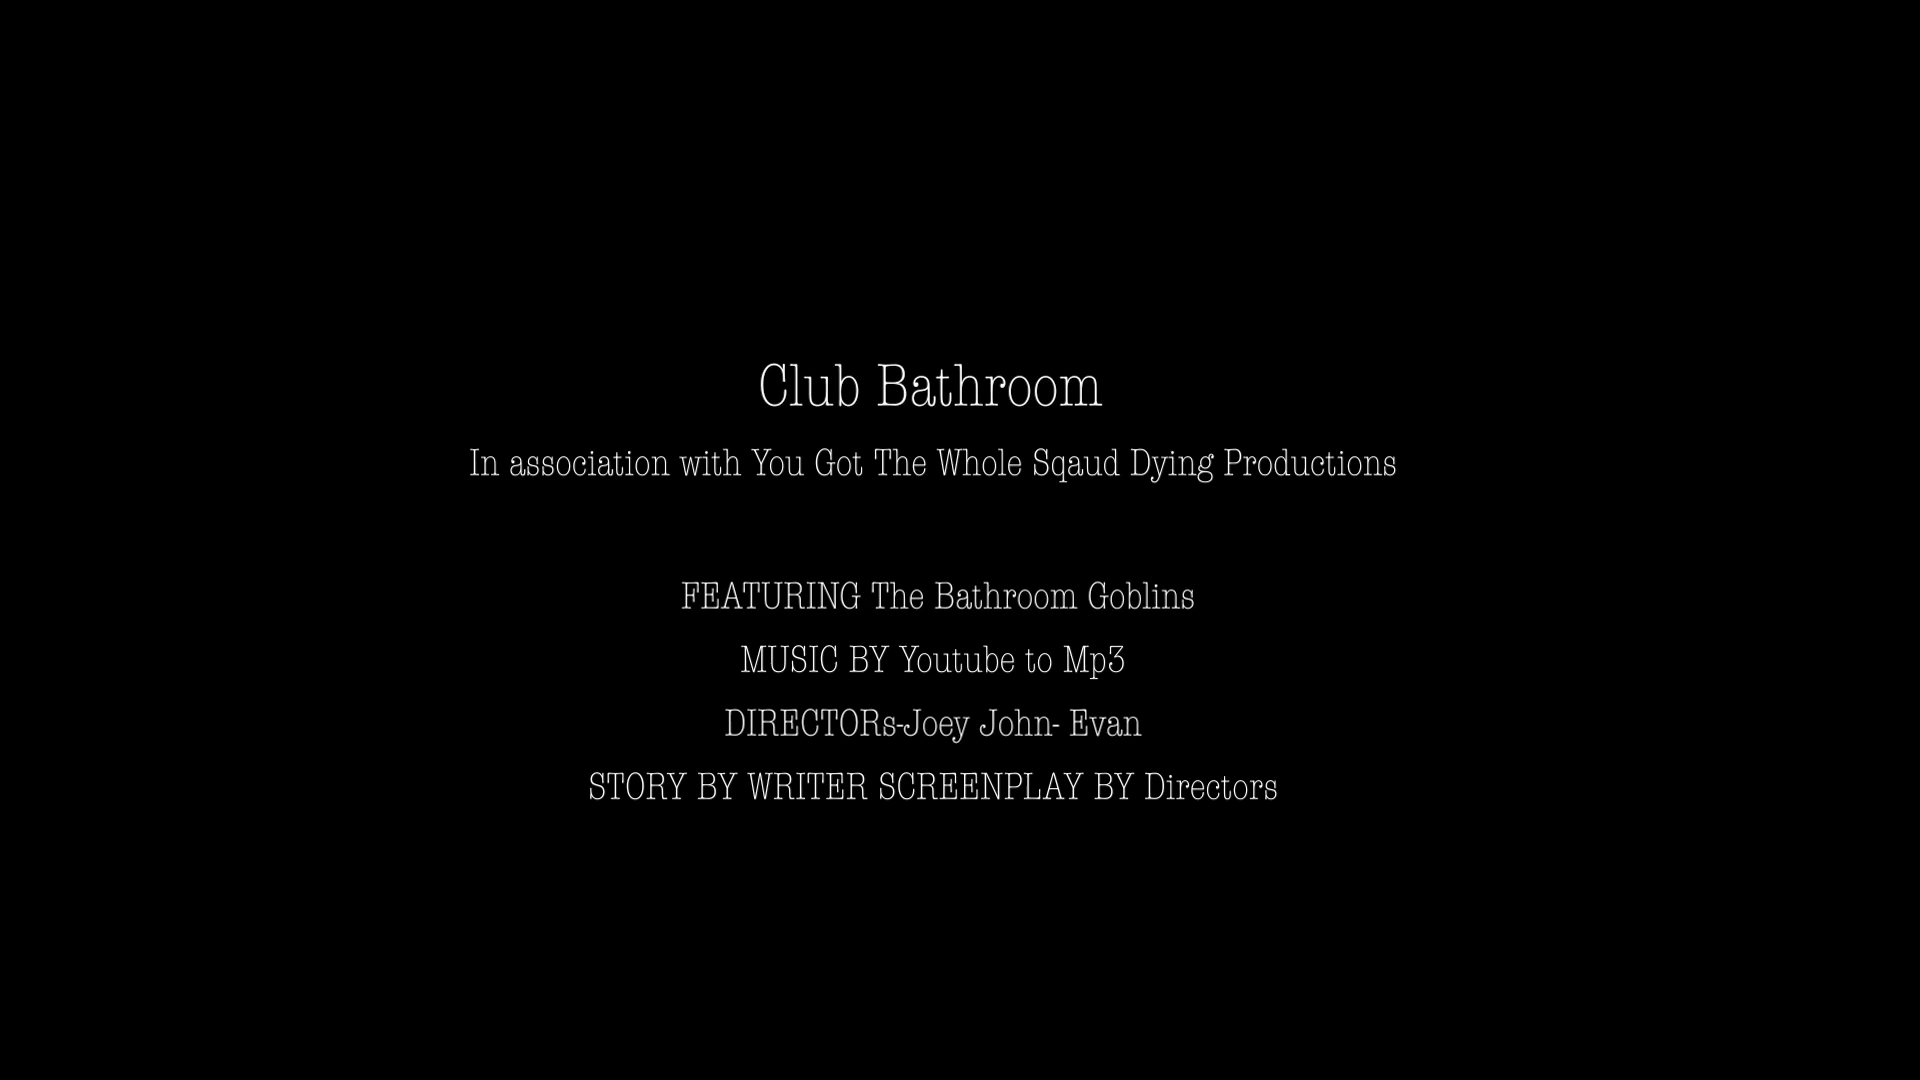 Club Bathroom
In association with You Got The Whole Sqaud Dying Productions
FEATURING The Bathroom Goblins
MUSIC BY Youtube to Mp3
DIRECTORs-Joey John- Evan
STORY BY WRITER SCREENPLAY BY Directors